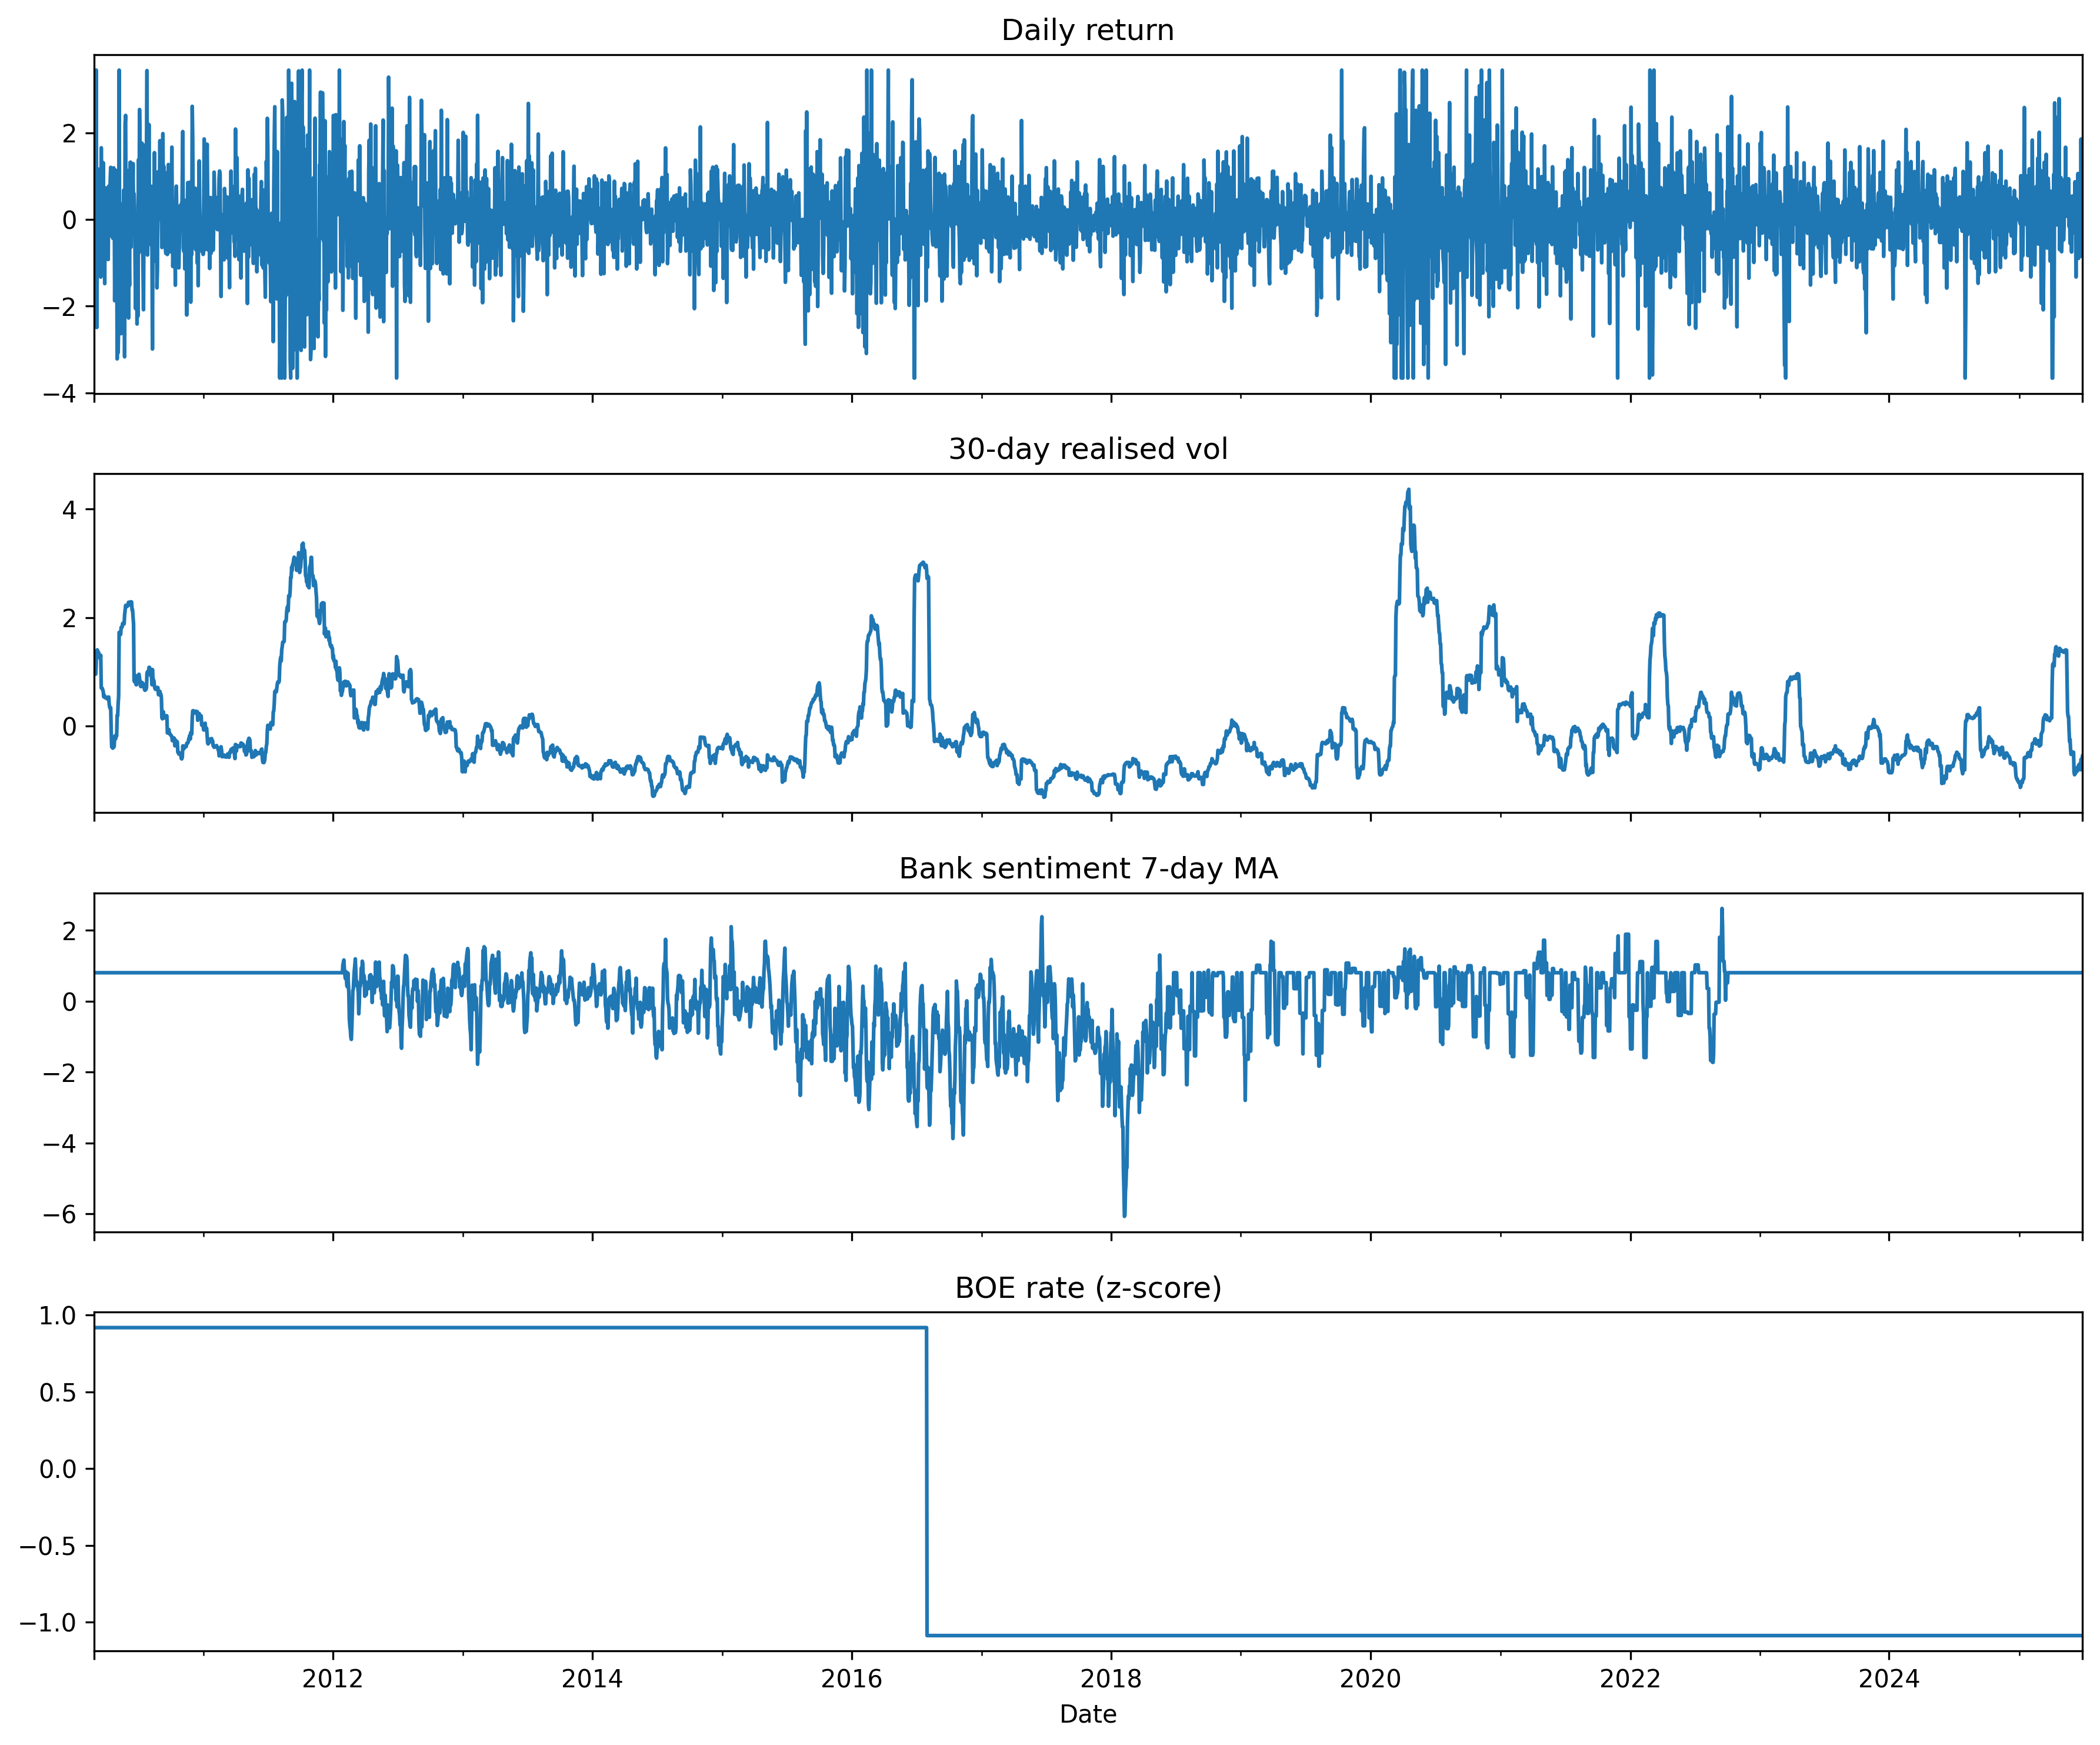 Daily return
2
0
−2
−4
30-day realised vol
4
2
0
Bank sentiment 7-day MA
2
0
−2
−4
−6
BOE rate (z-score)
1.0
0.5
0.0
−0.5
−1.0
2012 2014 2016 2018 2020 2022 2024
Date